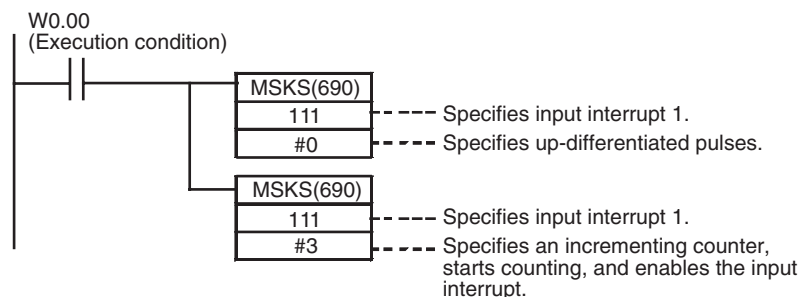 W0.00
(Execution condition)
MSKS(690)
111
Specifies input interrupt 1.
#0
Specifies up-differentiated pulses.
MSKS(690)
111
Specifies input interrupt 1.
#3
Specifies an incrementing counter,
starts counting, and enables the input
interrupt.